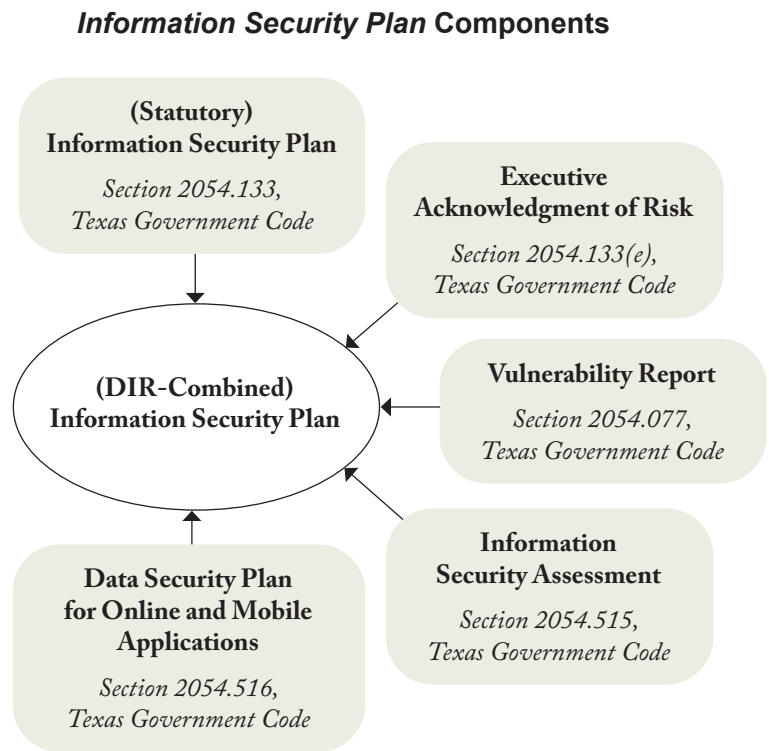 Information Security Plan Components
(Statutory)
Information Security Plan
Section 2054.133,
Texas Government Code
Executive
Acknowledgment of Risk
Section 2054.133(e),
Texas Government Code
(DIR-Combined)
Information Security Plan
Vulnerability Report
Section 2054.077,
Texas Government Code
Information
Security Assessment
Section 2054.515,
Texas Government Code
Data Security Plan
for Online and Mobile
Applications
Section 2054.516,
Texas Government Code